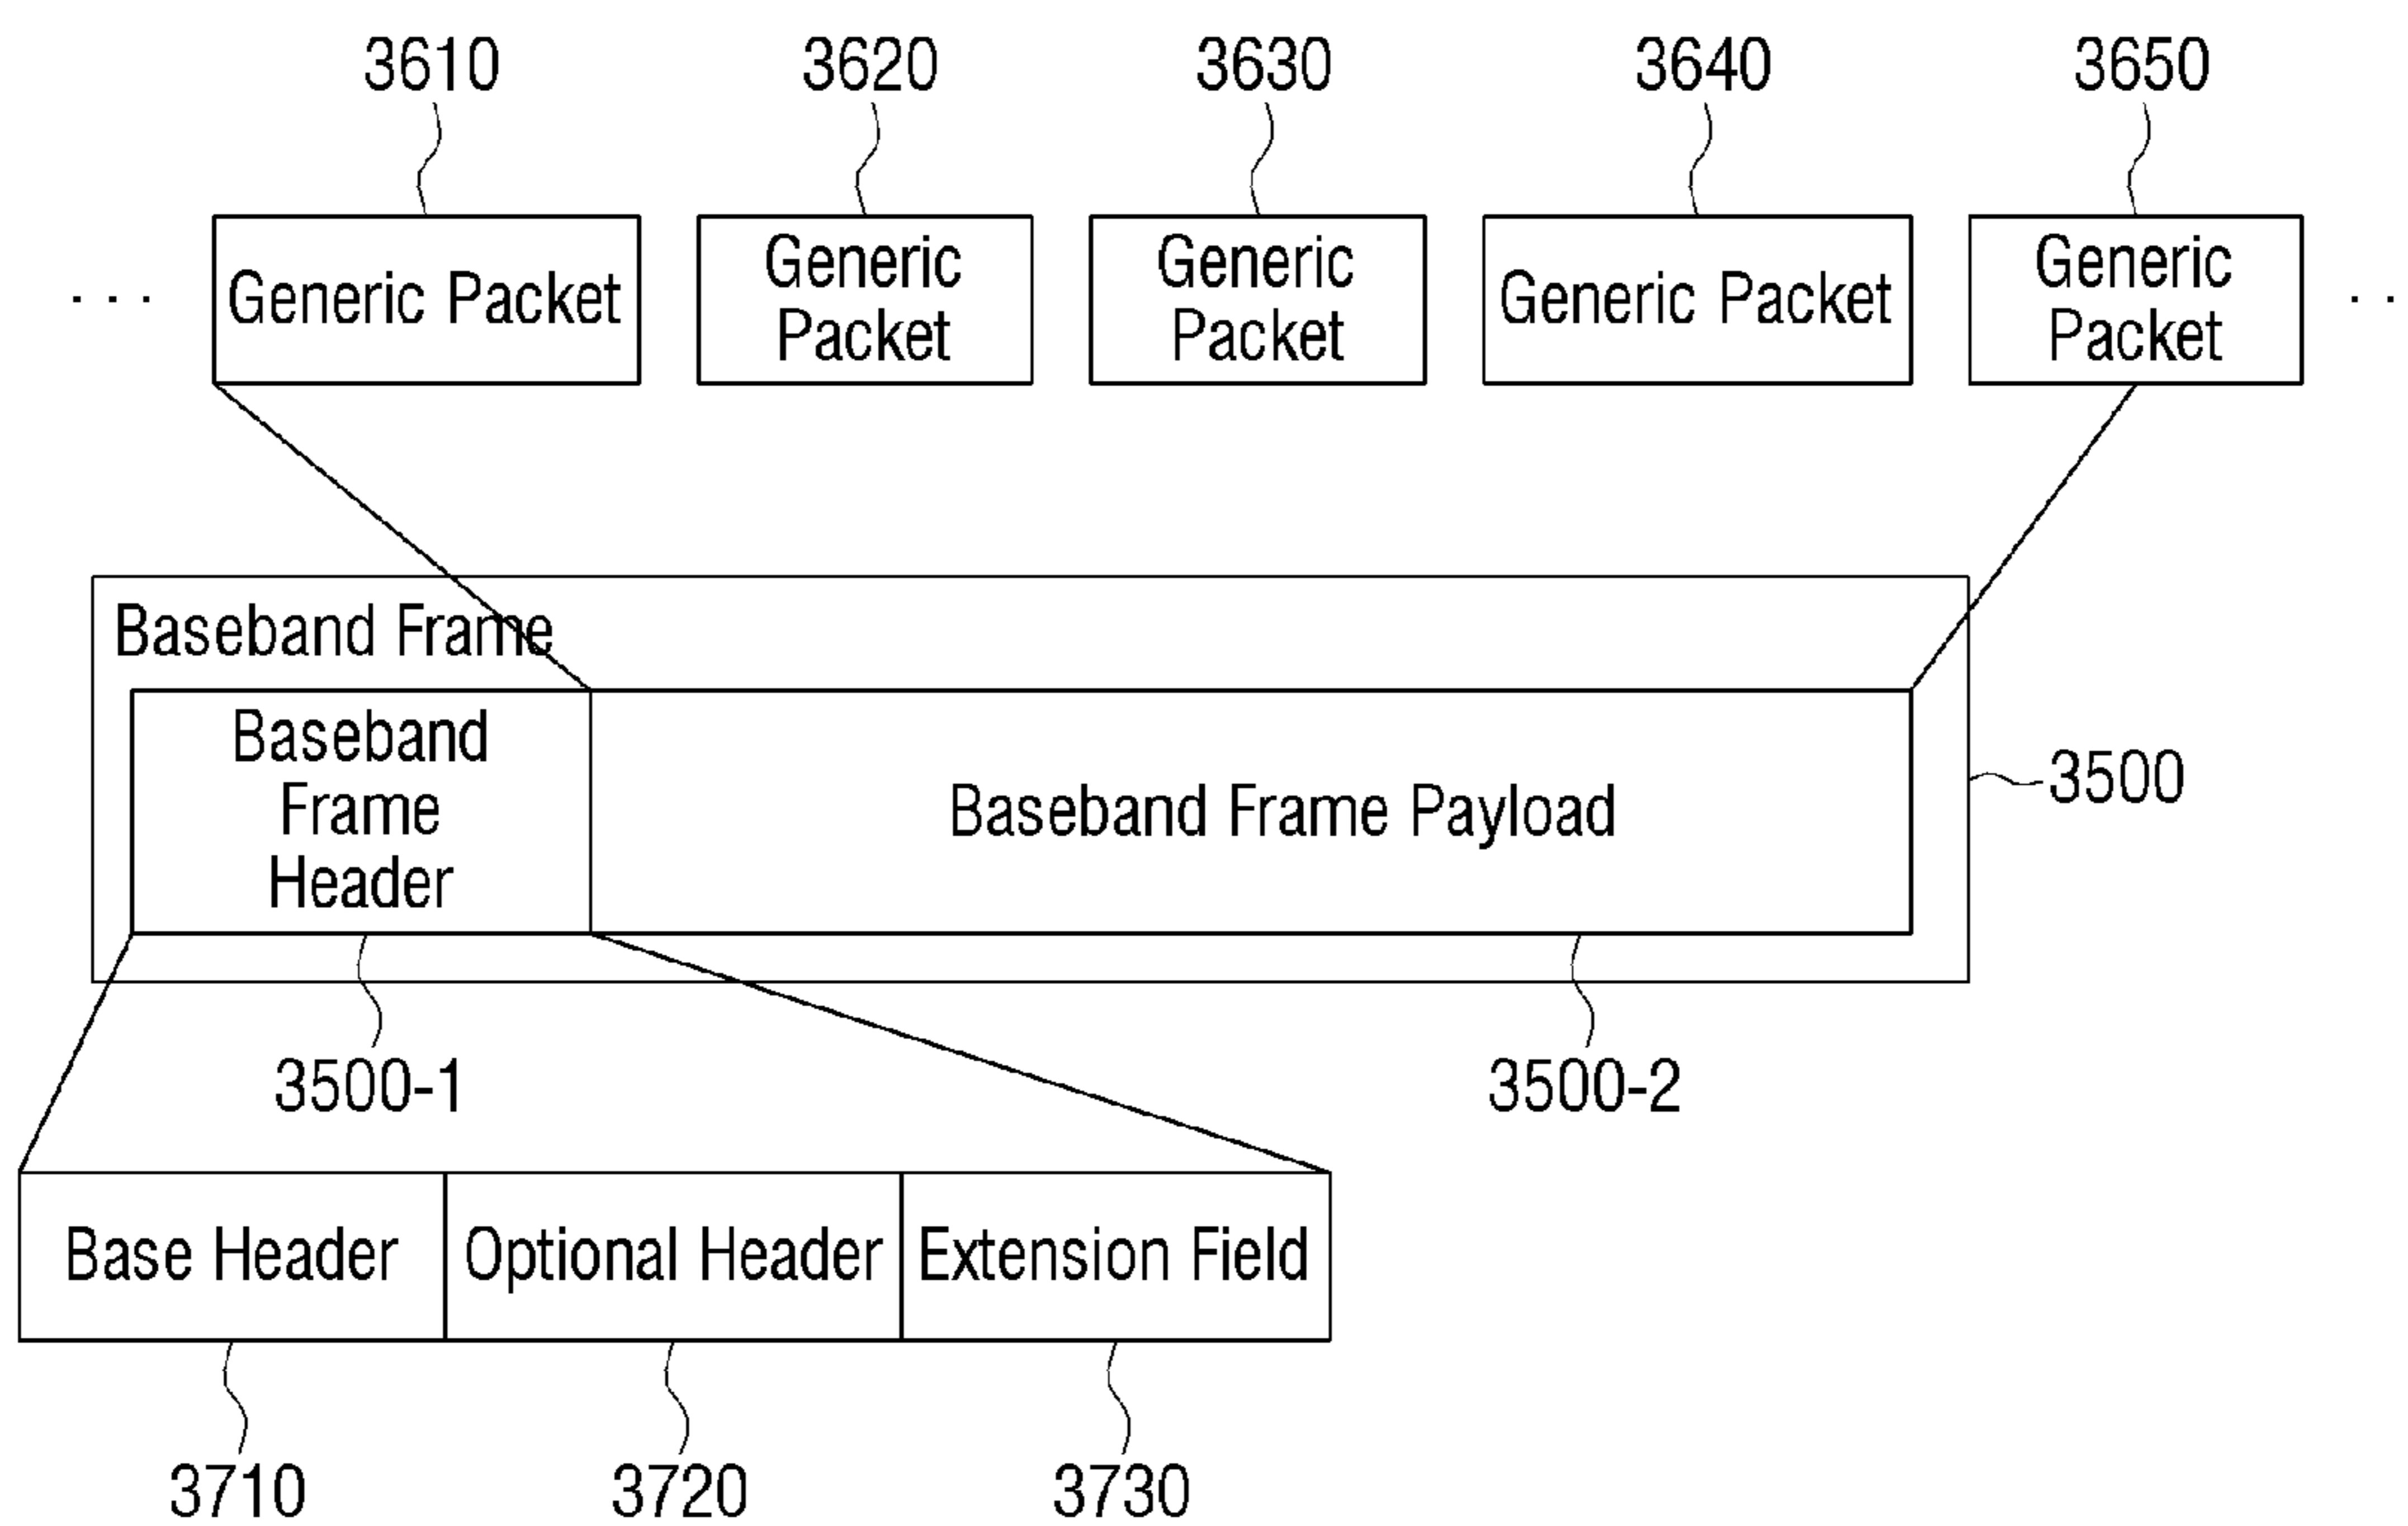 3610 3620 3630 3640 3650
... Generic Packet Generic Packet Generic Packet Generic Packet Generic Packet ..
Baseband Frame
Baseband
Frame
Header
Baseband Frame Payload
3500
3500-1 3500-2
Base Header Optional Header Extension Field
3710 3720 3730